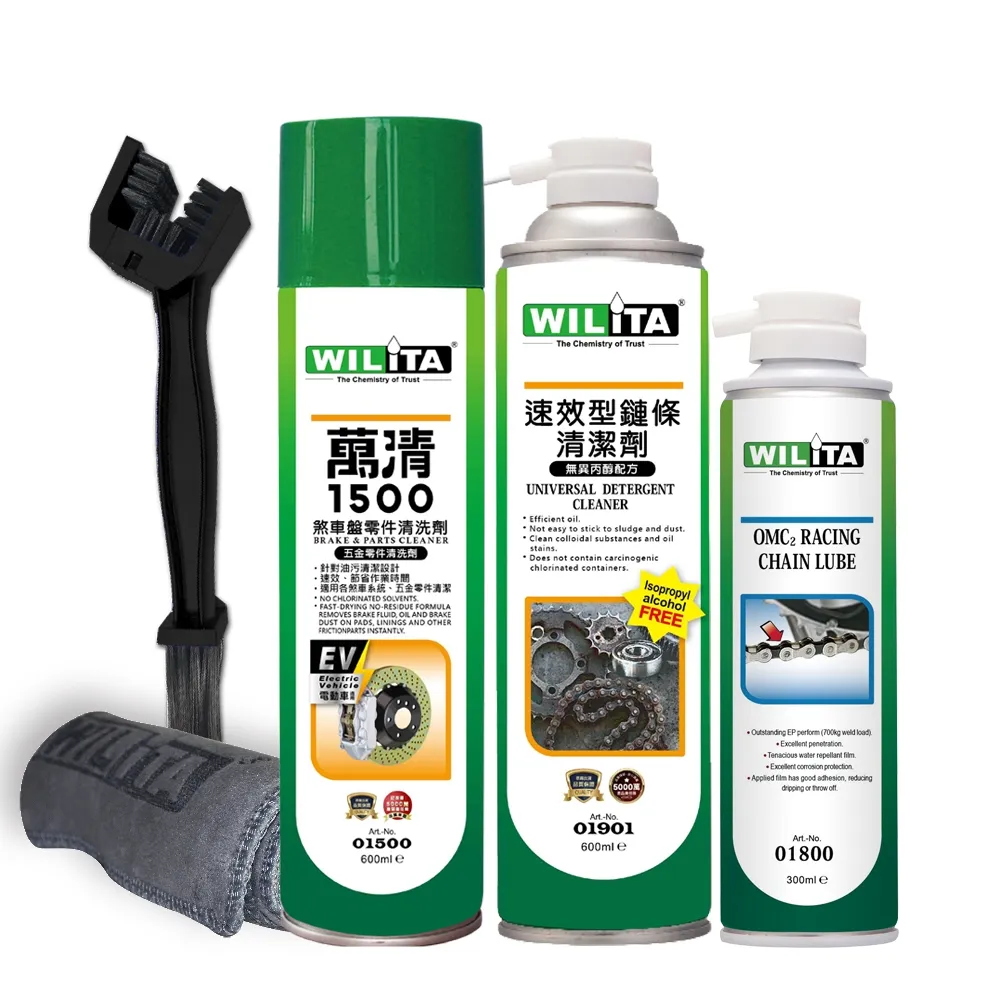 WILITA®
The Chemistry of Trust
萬清
1500
煞車盤零件清洗劑
BRAKE & PARTS CLEANER
五金零件清洗劑
• 針對油污清潔設計
• 速效、節省作業時間
• 適用各煞車系統、五金零件清潔
• NO CHLORINATED SOLVENTS.
• FAST-DRYING NO-RESIDUE FORMULA
REMOVES BRAKE FLUID, OIL AND BRAKE
DUST ON PADS, LININGS AND OTHER
FRICTIONPARTS INSTANTLY.
EV
Electric
Vehicle
電動車適用
QUALITY
Art.-No.
01500
600ml ℮
WILITA®
The Chemistry of Trust
速效型鏈條
清潔劑
無異丙醇配方
UNIVERSAL DETERGENT
CLEANER
* Efficient oil.
* Not easy to stick to sludge and dust.
* Clean colloidal substances and oil
stains.
* Does not contain carcinogenic
chlorinated containers.
Isopropyl
alcohol
FREE
QUALITY
5000萬
Art.-No.
01901
600ml ℮
WILITA®
The Chemistry of Trust
OMC₂ RACING
CHAIN LUBE
• Outstanding EP perform (700kg weld load).
• Excellent penetration.
• Tenacious water repellant film.
• Excellent corrosion protection.
• Applied film has good adhesion, reducing
dripping or throw off.
Art.-No.
01800
300ml ℮
WILITA